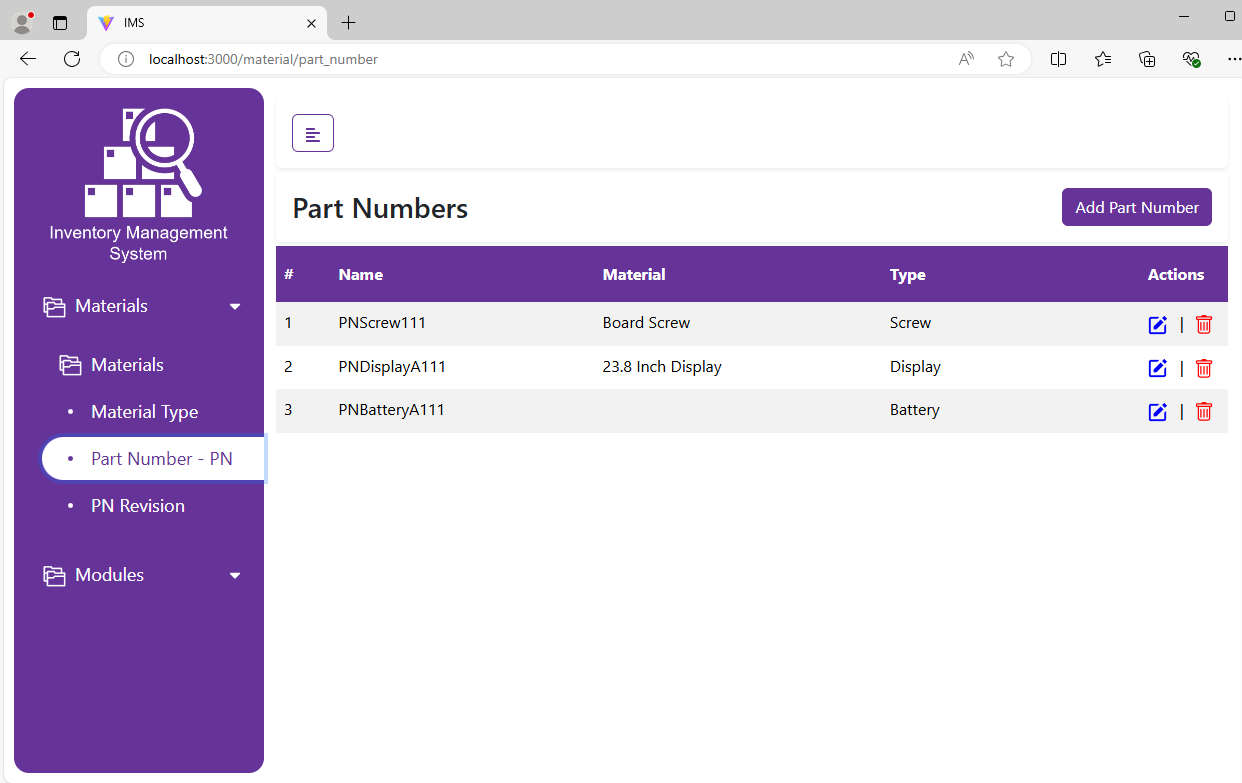 IMS
localhost:3000/material/part_number
Inventory Management
System
Materials
Materials
• Material Type
• Part Number - PN
• PN Revision
Modules
Part Numbers
Add Part Number
# Name Material Type Actions
1 PNScrew111 Board Screw Screw |
2 PNDisplayA111 23.8 Inch Display Display |
3 PNBatteryA111 Battery |